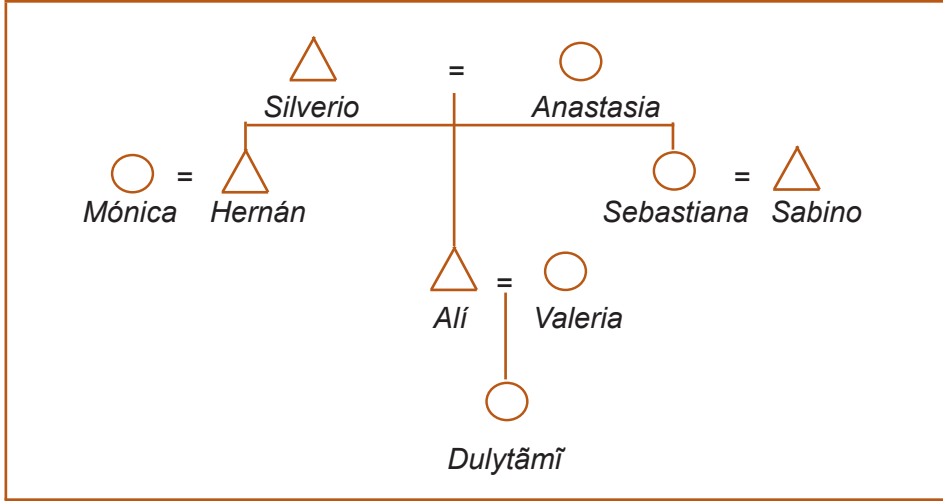 =
Silverio Anastasia
= =
Mónica Hernán Sebastiana Sabino
=
Alí Valeria
Dulytãmĩ